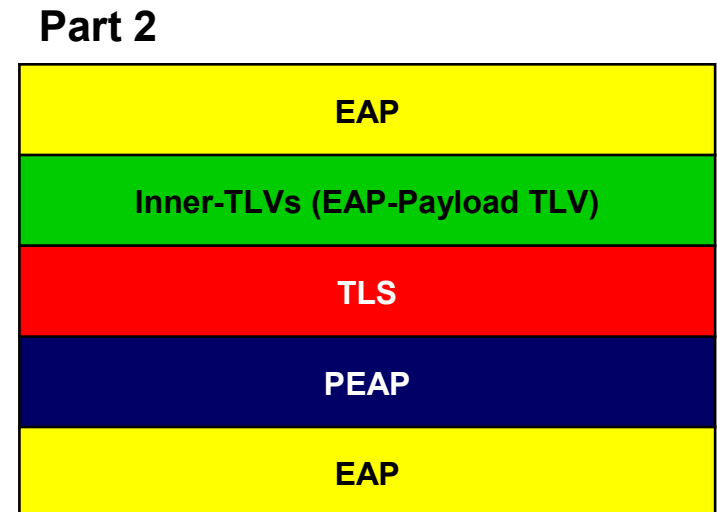 Part 2
EAP
Inner-TLVs (EAP-Payload TLV)
TLS
PEAP
EAP